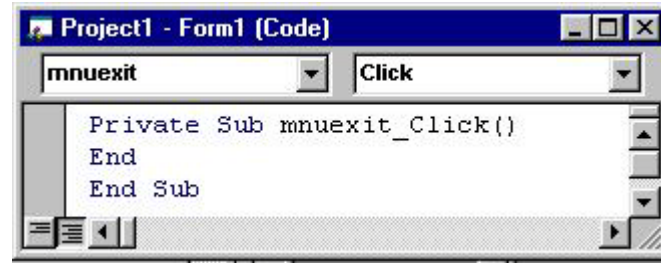 Project1 - Form1 (Code)
mnuexit Click
Private Sub mnuexit_Click()
End
End Sub